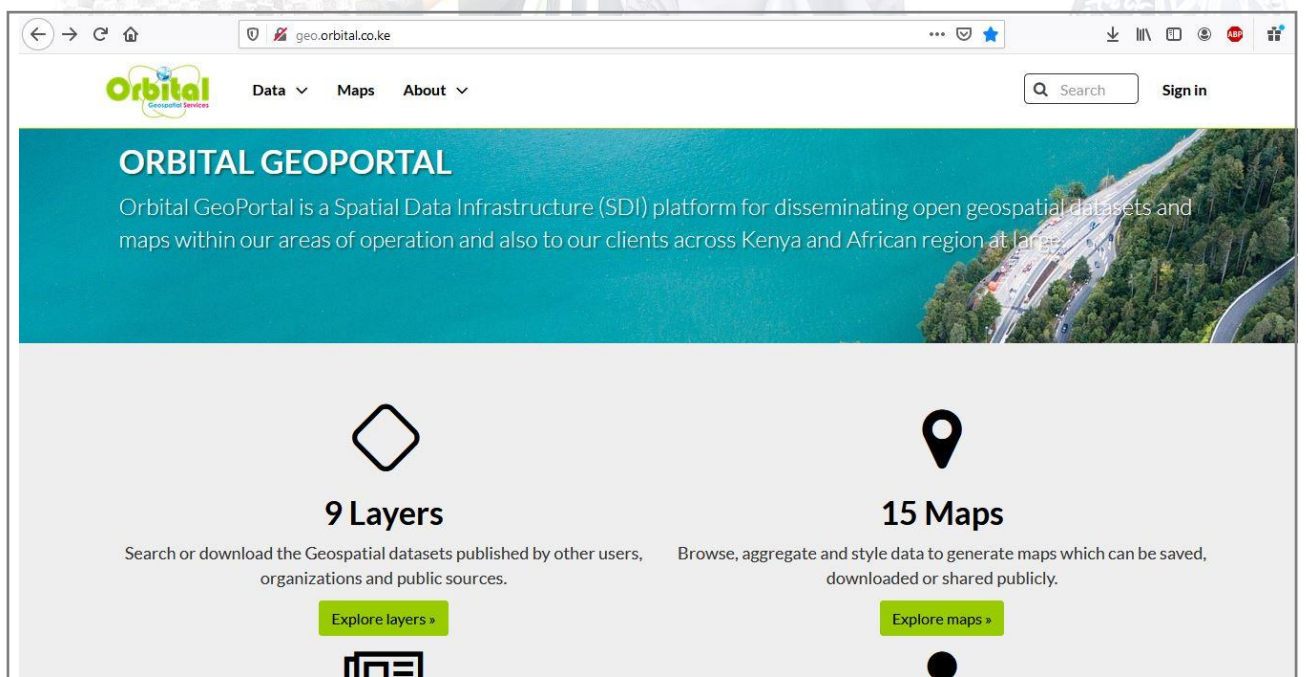 geo.orbital.co.ke
ABP
Orbital
Geospatial Services
Data
Maps
About
Search
Sign in
ORBITAL GEOPORTAL
Orbital GeoPortal is a Spatial Data Infrastructure (SDI) platform for disseminating open geospatial datasets and
maps within our areas of operation and also to our clients across Kenya and African region at large.
9 Layers
Search or download the Geospatial datasets published by other users,
organizations and public sources.
Explore layers »
15 Maps
Browse, aggregate and style data to generate maps which can be saved,
downloaded or shared publicly.
Explore maps »